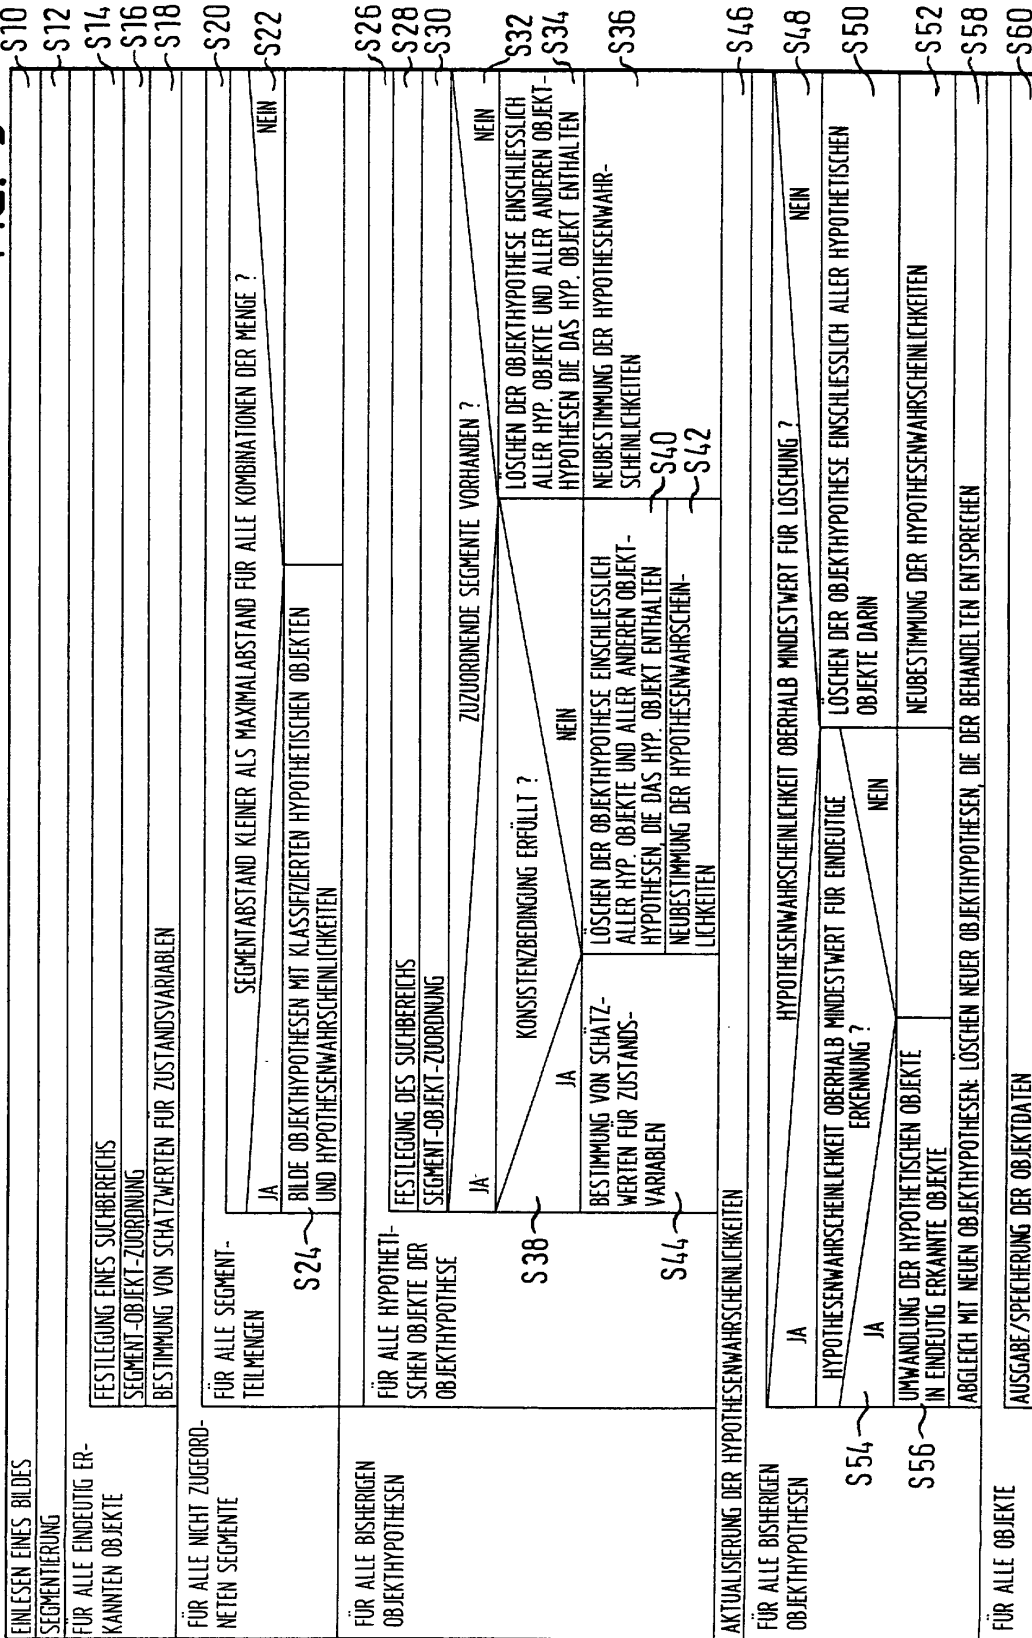 EINLESEN EINES BILDES
S10
SEGMENTIERUNG
S12
FÜR ALLE EINDEUTIG ER-
KANNTEN OBJEKTE
FESTLEGUNG EINES SUCHBEREICHS
S14
SEGMENT-OBJEKT-ZUORDNUNG
S16
BESTIMMUNG VON SCHÄTZWERTEN FÜR ZUSTANDSVARIABLEN
S18
FÜR ALLE NICHT ZUGEORD-
NETEN SEGMENTE
FÜR ALLE SEGMENT-
TEILMENGEN
S20
SEGMENTABSTAND KLEINER ALS MAXIMALABSTAND FÜR ALLE KOMBINATIONEN DER MENGE ?
S22
JA
NEIN
BILDE OBJEKTHYPOTHESEN MIT KLASSIFIZIERTEN HYPOTHETISCHEN OBJEKTEN
UND HYPOTHESENWAHRSCHEINLICHKEITEN
S24
FÜR ALLE BISHERIGEN
OBJEKTHYPOTHESEN
S26
FÜR ALLE HYPOTHETI-
SCHEN OBJEKTE DER
OBJEKTHYPOTHESE
FESTLEGUNG DES SUCHBEREICHS
S28
SEGMENT-OBJEKT-ZUORDNUNG
S30
ZUZUORDNENDE SEGMENTE VORHANDEN ?
S32
JA
NEIN
KONSISTENZBEDINGUNG ERFÜLLT ?
S38
JA
NEIN
LÖSCHEN DER OBJEKTHYPOTHESE EINSCHLIESSLICH
ALLER HYP. OBJEKTE UND ALLER ANDEREN OBJEKT-
HYPOTHESEN DIE DAS HYP. OBJEKT ENTHALTEN
S34
NEUBESTIMMUNG DER HYPOTHESENWAHR-
SCHEINLICHKEITEN
S36
BESTIMMUNG VON SCHÄTZ-
WERTEN FÜR ZUSTANDS-
VARIABLEN
S44
LÖSCHEN DER OBJEKTHYPOTHESE EINSCHLIESSLICH
ALLER HYP. OBJEKTE UND ALLER ANDEREN OBJEKT-
HYPOTHESEN, DIE DAS HYP. OBJEKT ENTHALTEN
S40
NEUBESTIMMUNG DER HYPOTHESENWAHRSCHEIN-
LICHKEITEN
S42
AKTUALISIERUNG DER HYPOTHESENWAHRSCHEINLICHKEITEN
S46
FÜR ALLE BISHERIGEN
OBJEKTHYPOTHESEN
HYPOTHESENWAHRSCHEINLICHKEIT OBERHALB MINDESTWERT FÜR LÖSCHUNG ?
S48
JA
NEIN
HYPOTHESENWAHRSCHEINLICHKEIT OBERHALB MINDESTWERT FÜR EINDEUTIGE
ERKENNUNG ?
S54
JA
NEIN
LÖSCHEN DER OBJEKTHYPOTHESE EINSCHLIESSLICH ALLER HYPOTHETISCHEN
OBJEKTE DARIN
S50
UMWANDLUNG DER HYPOTHETISCHEN OBJEKTE
IN EINDEUTIG ERKANNTE OBJEKTE
S56
NEUBESTIMMUNG DER HYPOTHESENWAHRSCHEINLICHKEITEN
S52
ABGLEICH MIT NEUEN OBJEKTHYPOTHESEN: LÖSCHEN NEUER OBJEKTHYPOTHESEN, DIE DER BEHANDELTEN ENTSPRECHEN
S58
FÜR ALLE OBJEKTE
AUSGABE/SPEICHERUNG DER OBJEKTDATEN
S60